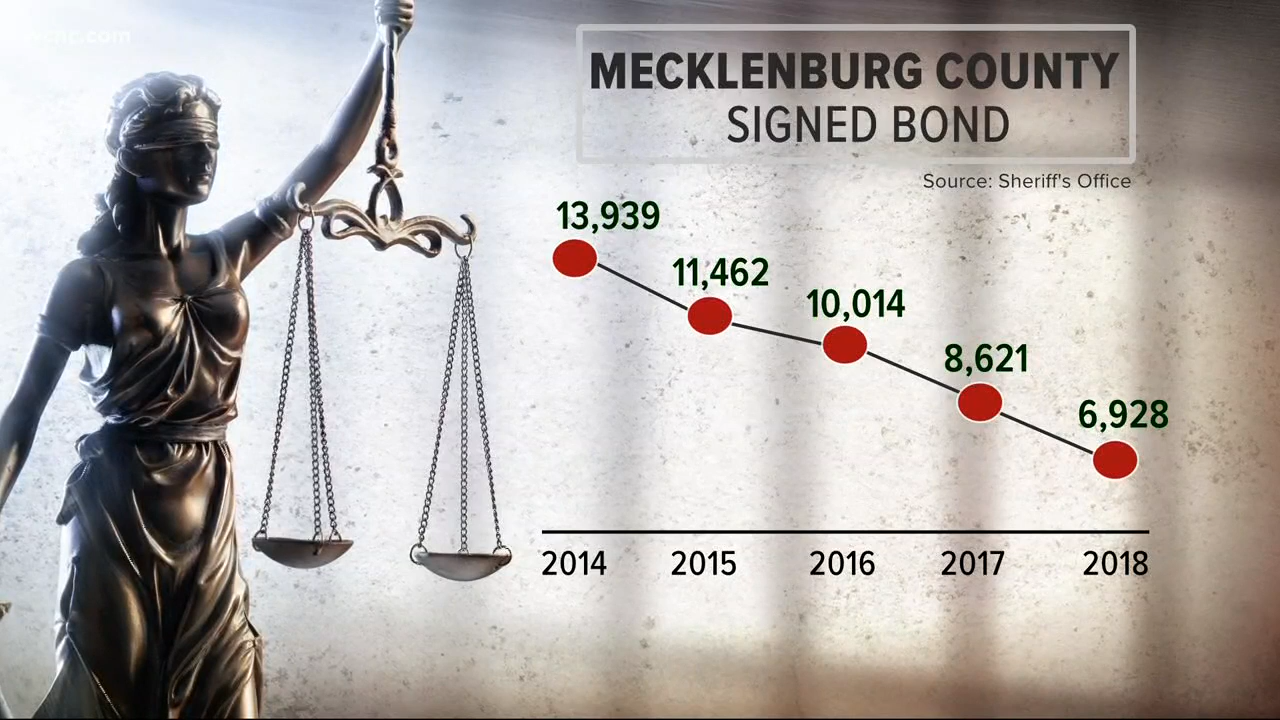 MECKLENBURG COUNTY
SIGNED BOND
Source: Sheriff's Office
13,939
11,462
10,014
8,621
6,928
2014 2015 2016 2017 2018